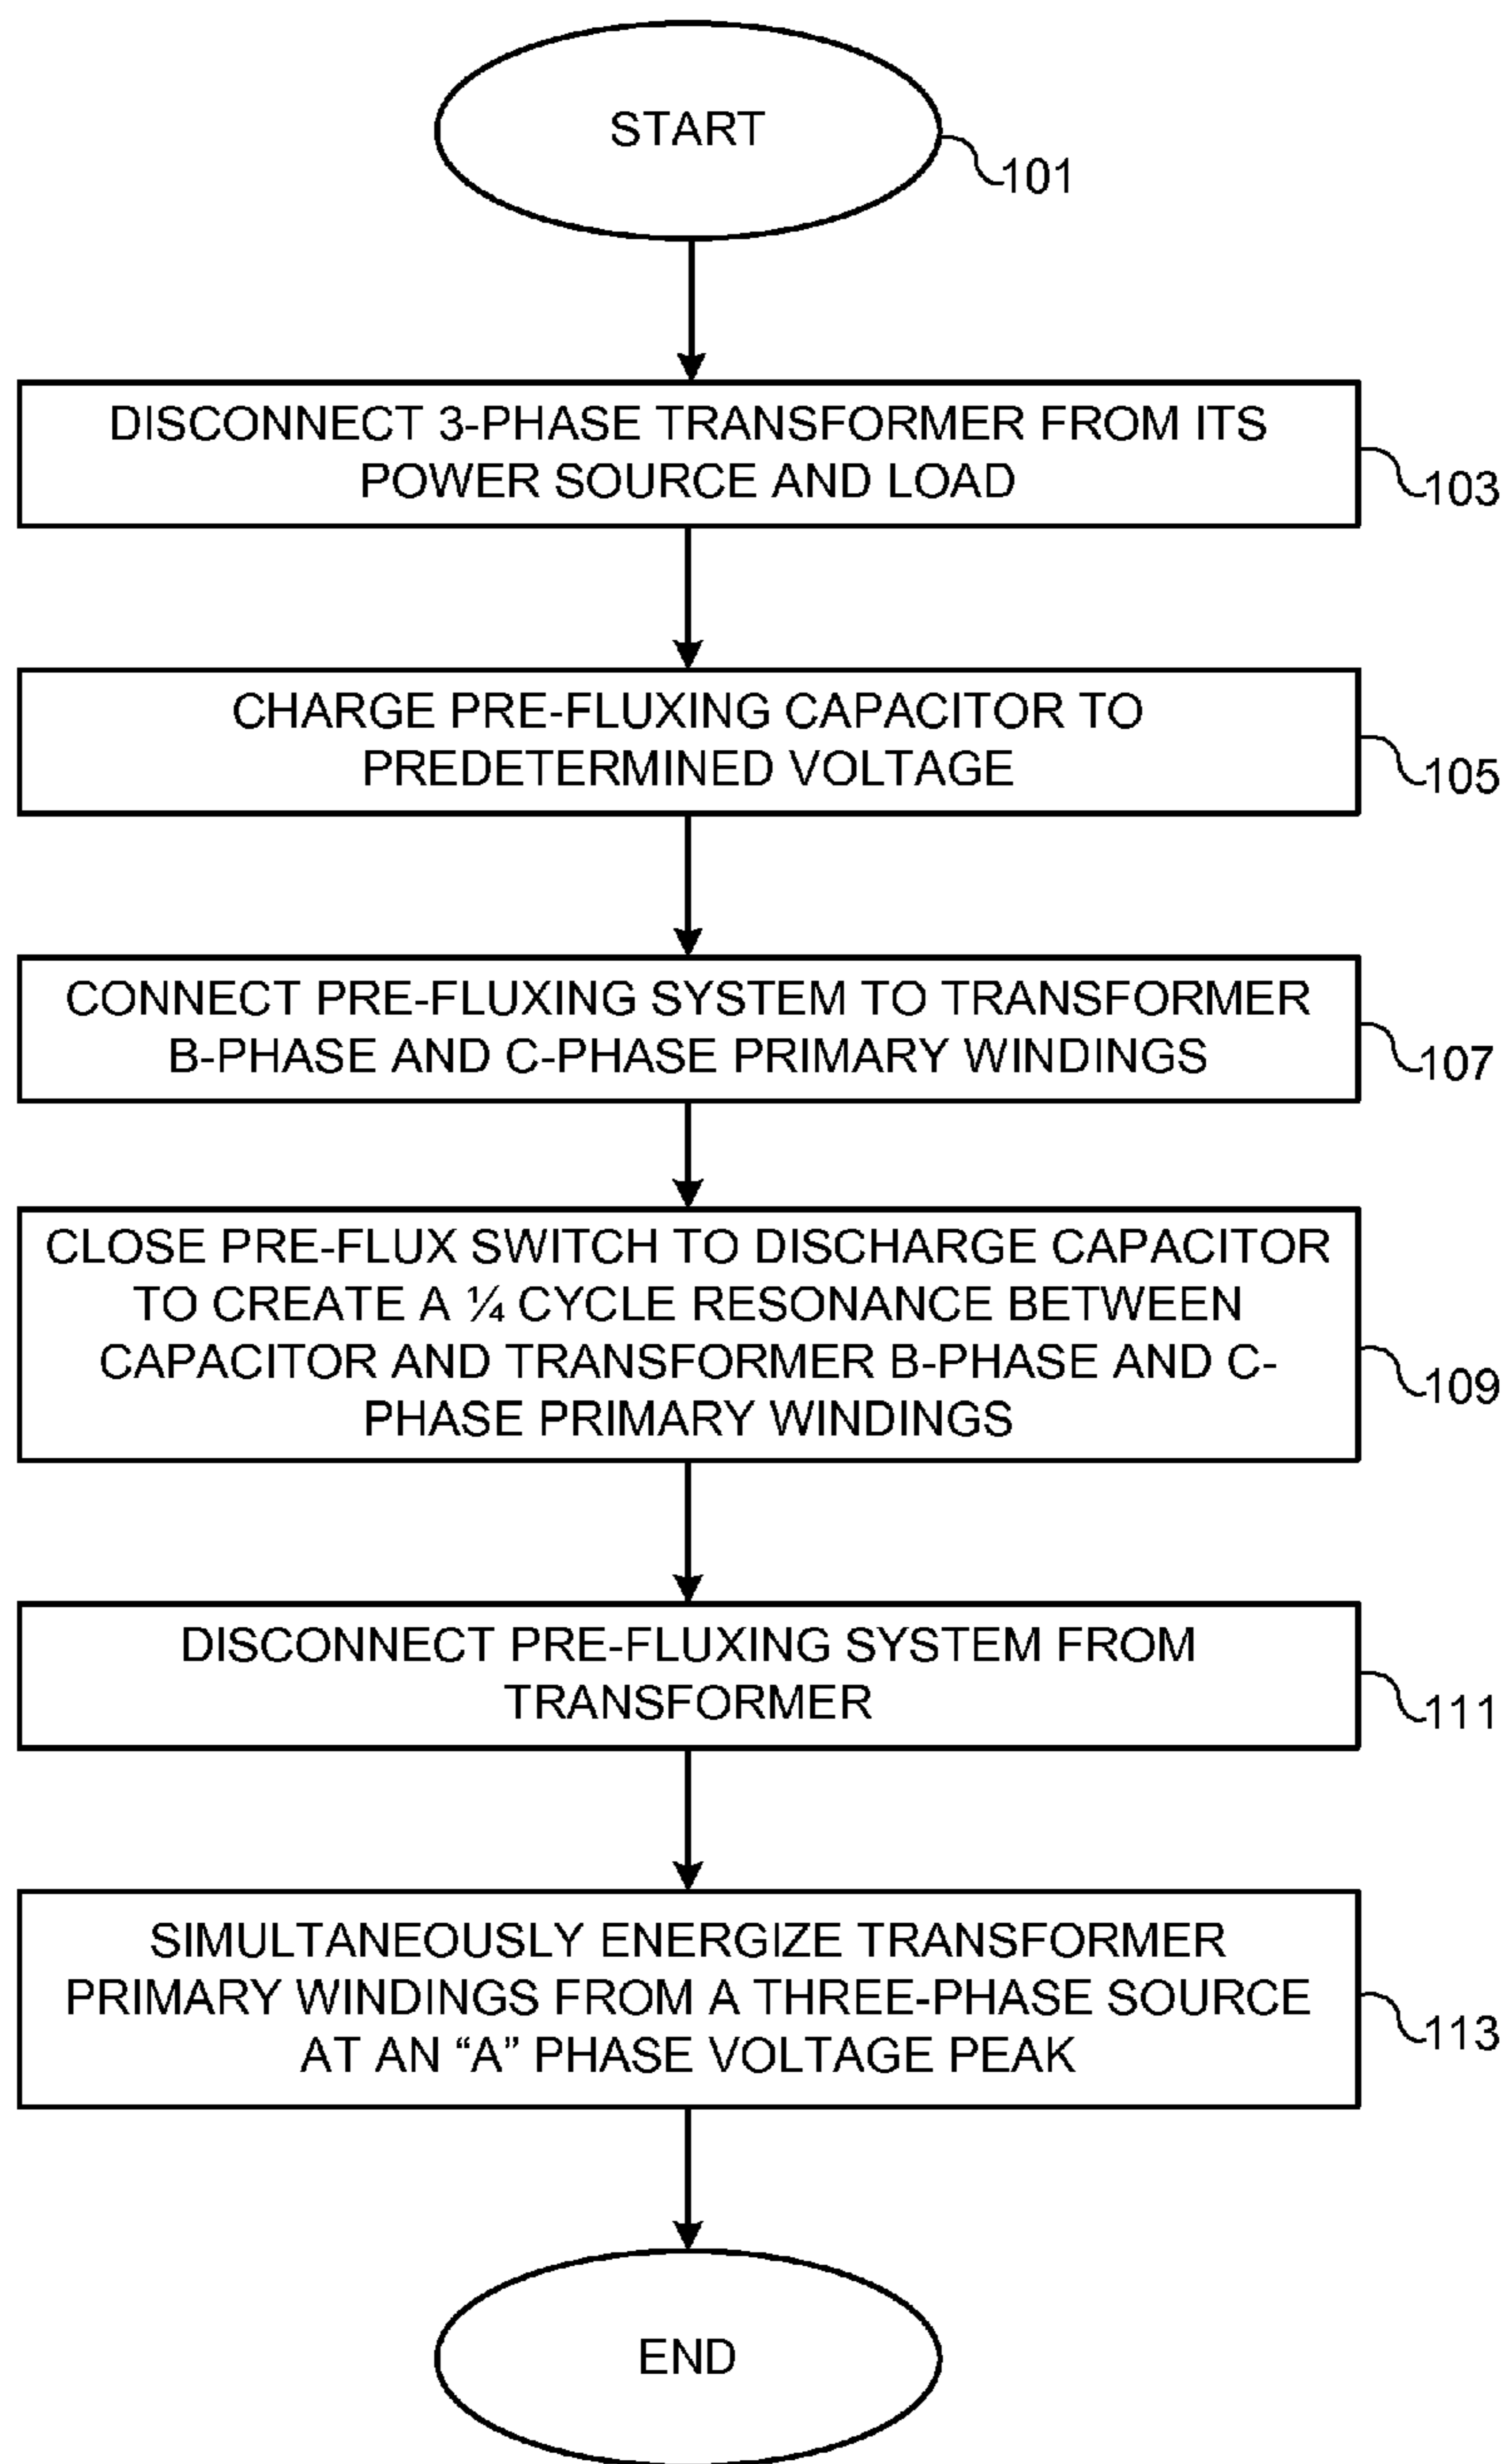 START
101
DISCONNECT 3-PHASE TRANSFORMER FROM ITS
POWER SOURCE AND LOAD
103
CHARGE PRE-FLUXING CAPACITOR TO
PREDETERMINED VOLTAGE
105
CONNECT PRE-FLUXING SYSTEM TO TRANSFORMER
B-PHASE AND C-PHASE PRIMARY WINDINGS
107
CLOSE PRE-FLUX SWITCH TO DISCHARGE CAPACITOR
TO CREATE A ¼ CYCLE RESONANCE BETWEEN
CAPACITOR AND TRANSFORMER B-PHASE AND C-
PHASE PRIMARY WINDINGS
109
DISCONNECT PRE-FLUXING SYSTEM FROM
TRANSFORMER
111
SIMULTANEOUSLY ENERGIZE TRANSFORMER
PRIMARY WINDINGS FROM A THREE-PHASE SOURCE
AT AN “A” PHASE VOLTAGE PEAK
113
END